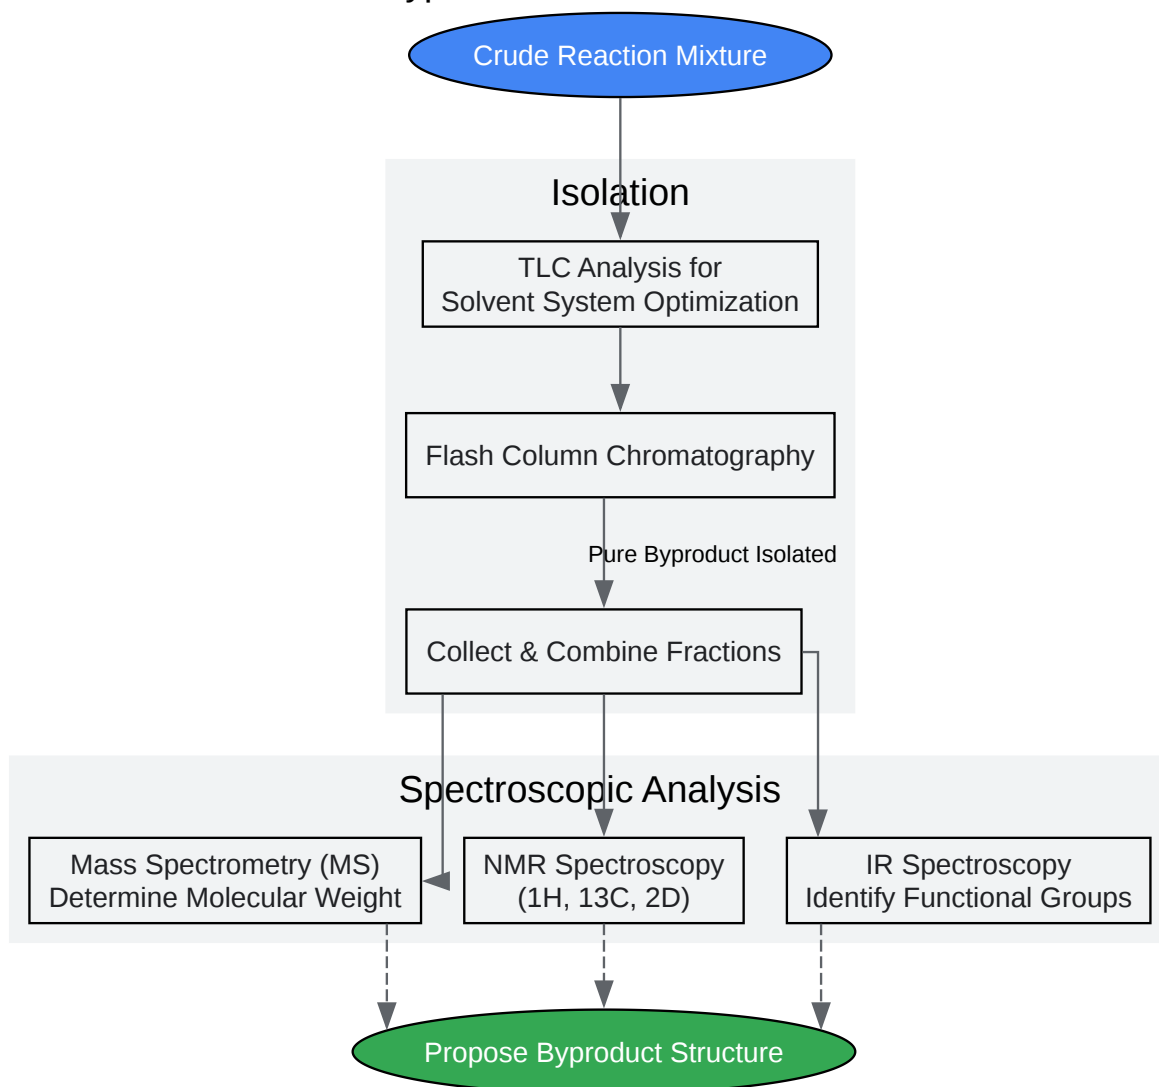 Crude Reaction Mixture
Isolation
TLC Analysis for
Solvent System Optimization
Flash Column Chromatography
Pure Byproduct Isolated
Collect & Combine Fractions
Spectroscopic Analysis
Mass Spectrometry (MS)
Determine Molecular Weight
NMR Spectroscopy
(1H, 13C, 2D)
IR Spectroscopy
Identify Functional Groups
Propose Byproduct Structure